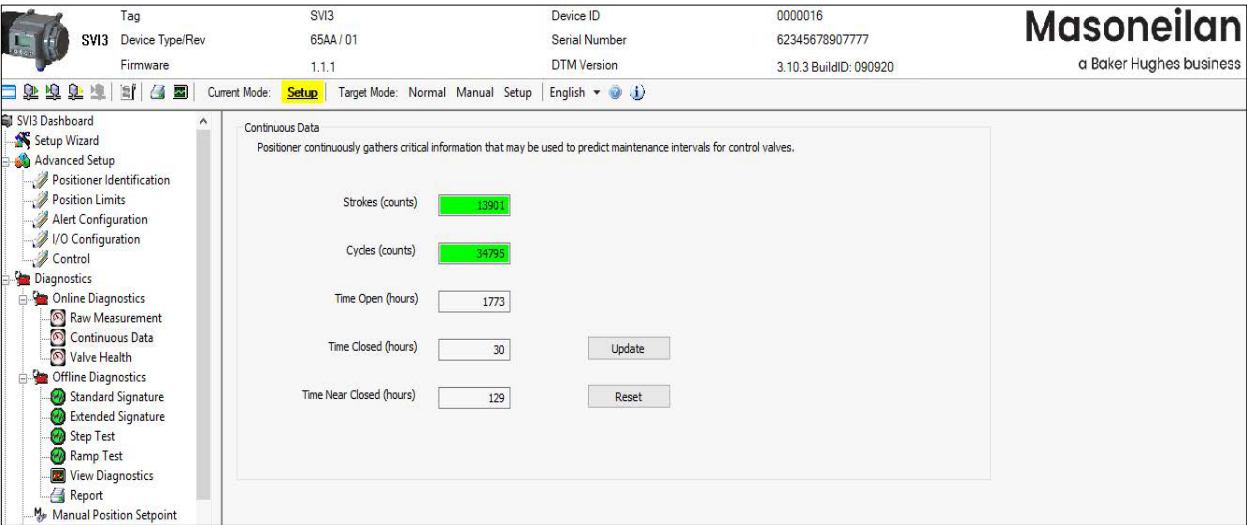 Tag SVI3 Device ID 0000016
SVI3 Device Type/Rev 65AA / 01 Serial Number 62345678907777
Firmware 1.1.1 DTM Version 3.10.3 BuildID: 090920
Masoneilan
a Baker Hughes business
Current Mode: Setup Target Mode: Normal Manual Setup English
SVI3 Dashboard
Setup Wizard
Advanced Setup
Positioner Identification
Position Limits
Alert Configuration
I/O Configuration
Control
Diagnostics
Online Diagnostics
Raw Measurement
Continuous Data
Valve Health
Offline Diagnostics
Standard Signature
Extended Signature
Step Test
Ramp Test
View Diagnostics
Report
Manual Position Setpoint
Continuous Data
Positioner continuously gathers critical information that may be used to predict maintenance intervals for control valves.
Strokes (counts) 13901
Cycles (counts) 34795
Time Open (hours) 1773
Time Closed (hours) 30 Update
Time Near Closed (hours) 129 Reset